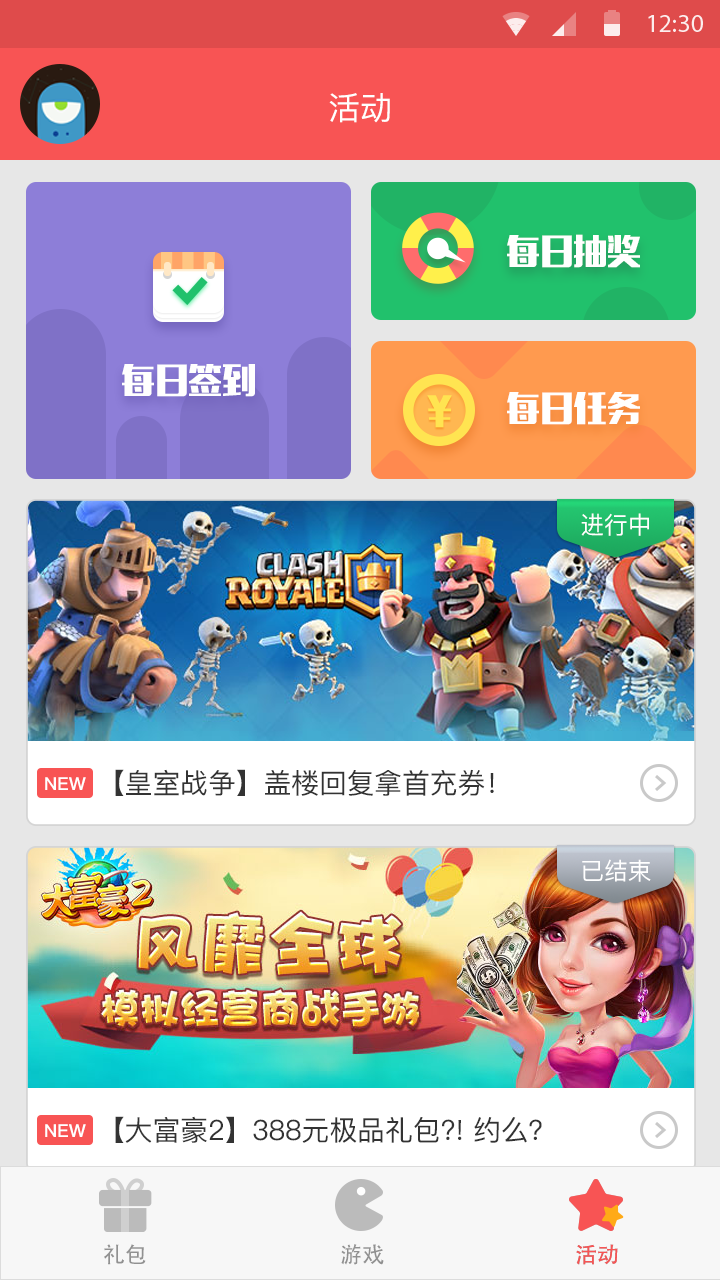 12:30
活动
每日签到
每日抽奖
¥
每日任务
进行中
CLASH
ROYALE
NEW 【皇室战争】盖楼回复拿首充券!
已结束
大富豪2
风靡全球
模拟经营商战手游
NEW 【大富豪2】388元极品礼包?! 约么?
礼包
游戏
活动